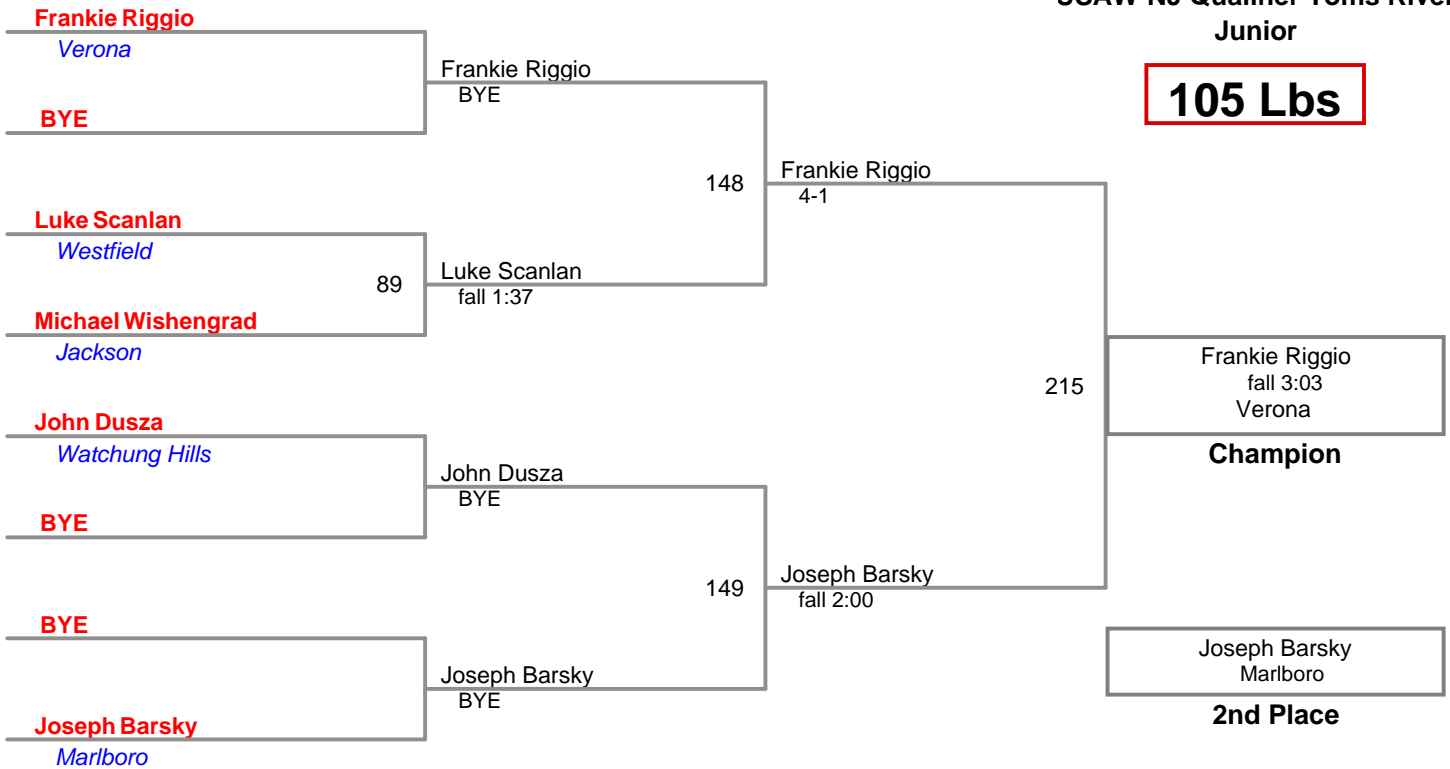 Junior
105 Lbs
Frankie Riggio
Verona
BYE
Luke Scanlan
Westfield
89
Michael Wishengrad
Jackson
John Dusza
Watchung Hills
BYE
BYE
Joseph Barsky
Marlboro
Frankie Riggio
BYE
148
Luke Scanlan
fall 1:37
John Dusza
BYE
149
Joseph Barsky
BYE
Frankie Riggio
4-1
215
Joseph Barsky
fall 2:00
Frankie Riggio
fall 3:03
Verona
Champion
Joseph Barsky
Marlboro
2nd Place